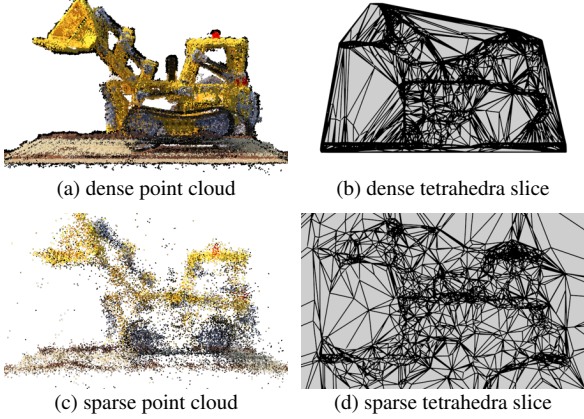 (a) dense point cloud
(b) dense tetrahedra slice
(c) sparse point cloud
(d) sparse tetrahedra slice